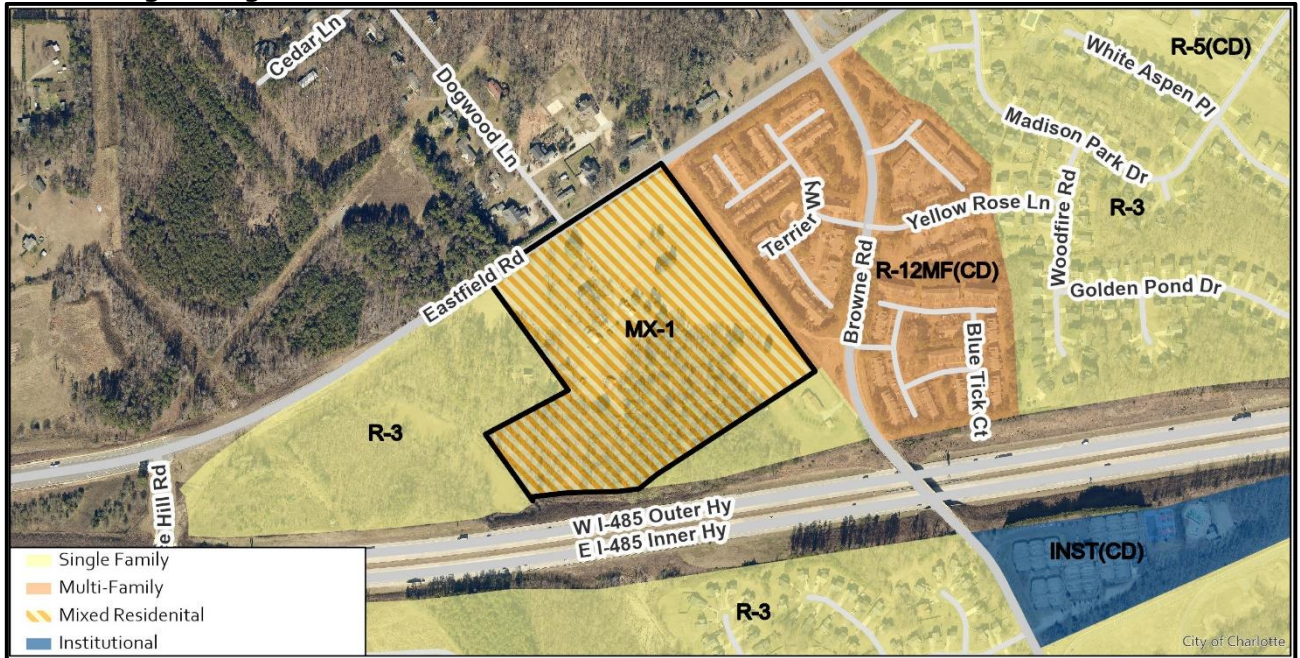 Cedar Ln
Dogwood Ln
Eastfield Rd
R-5(CD)
White Aspen Pl
Madison Park Dr
R-3
Woodfire Rd
Yellow Rose Ln
Terrier Wy
Browne Rd
R-12MF(CD)
Golden Pond Dr
Blue Tick Ct
MX-1
R-3
e Hill Rd
W I-485 Outer Hy
E I-485 Inner Hy
INST(CD)
R-3
Single Family
Multi-Family
Mixed Residenital
Institutional
City of Charlotte